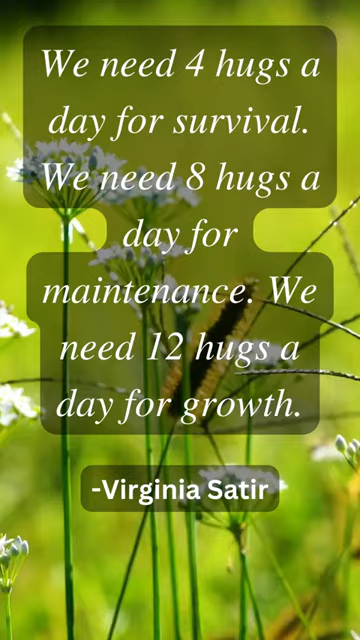 We need 4 hugs a
day for survival.
We need 8 hugs a
day for
maintenance. We
need 12 hugs a
day for growth.
-Virginia Satir